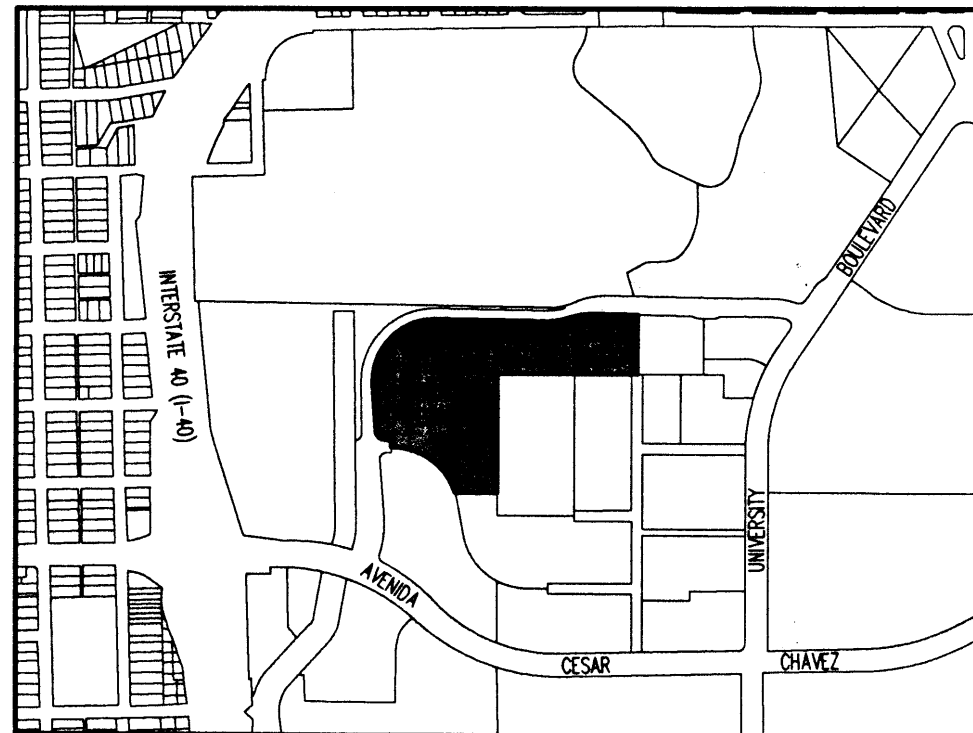 BOULEVARD
INTERSTATE 40 (I-40)
UNIVERSITY
AVENIDA
CESAR
CHAVEZ